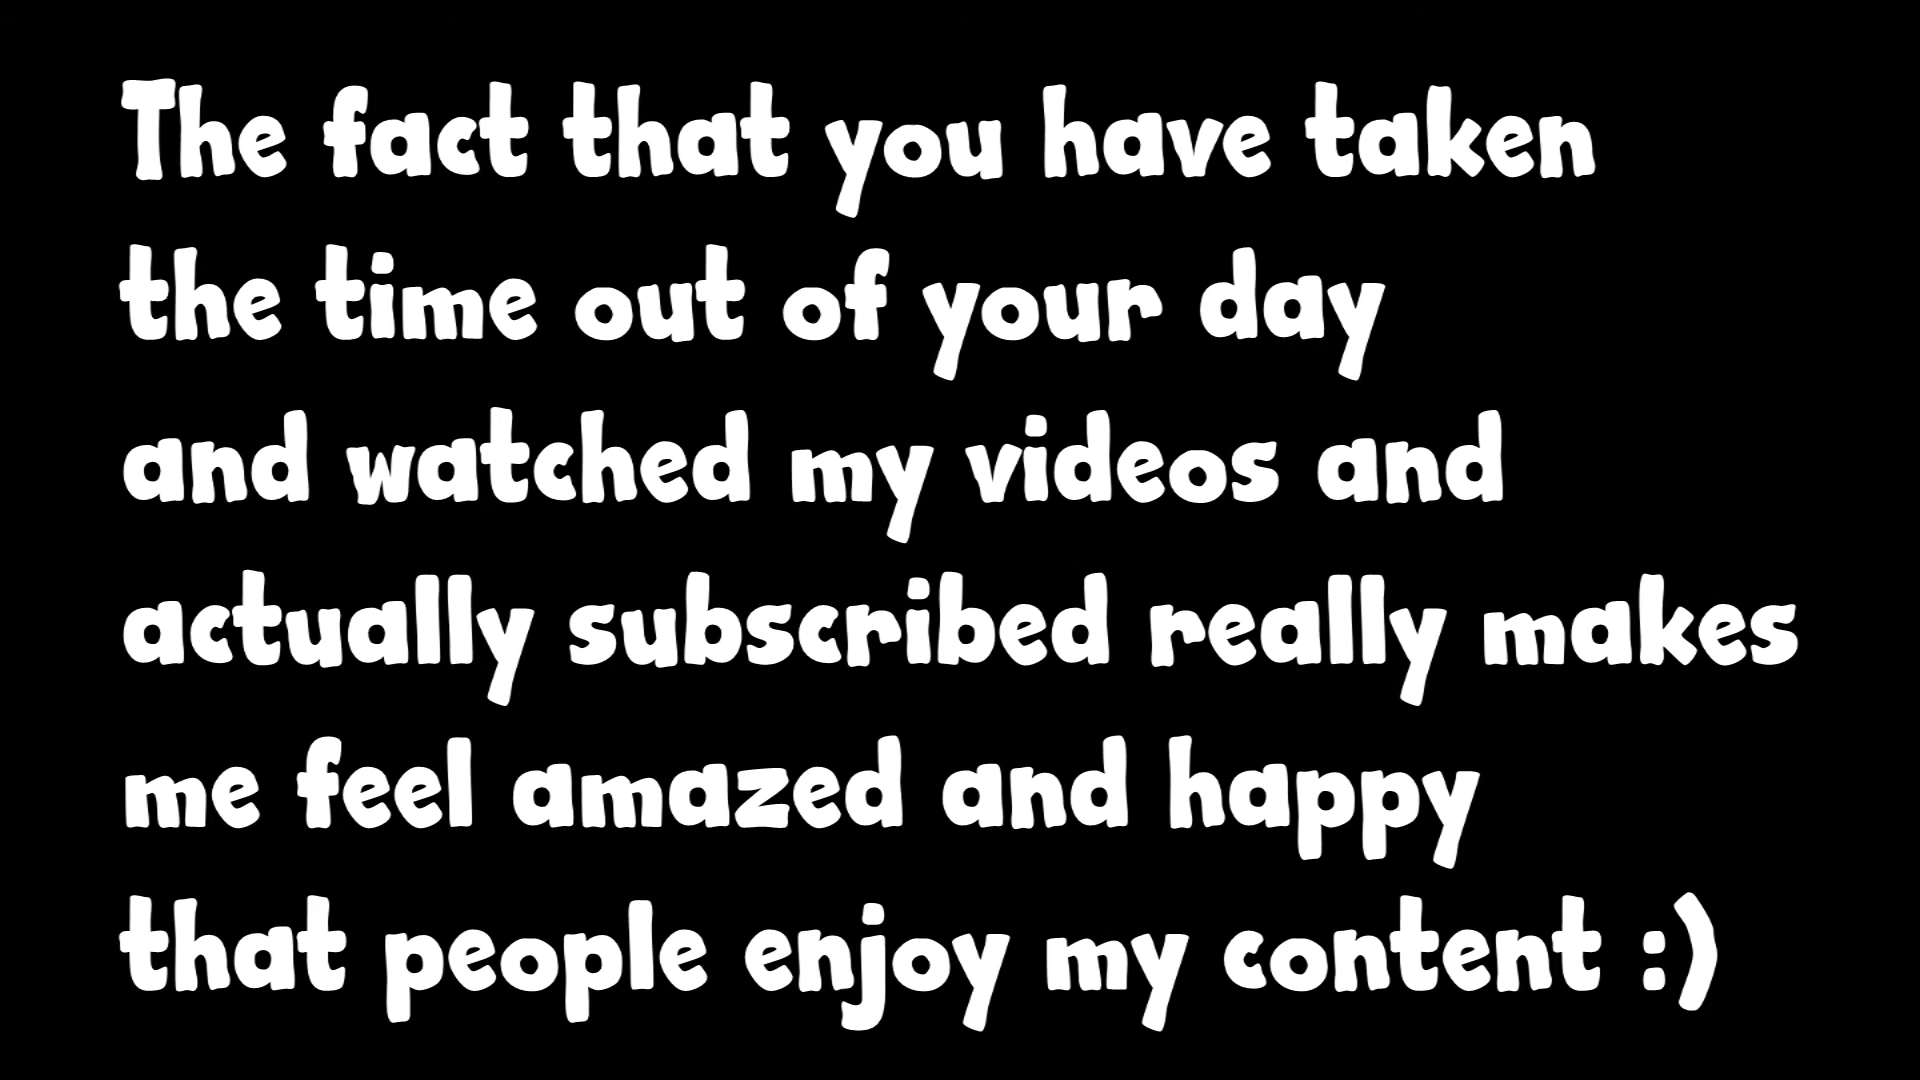 The fact that you have taken
the time out of your day
and watched my videos and
actually subscribed really makes
me feel amazed and happy
that people enjoy my content :)